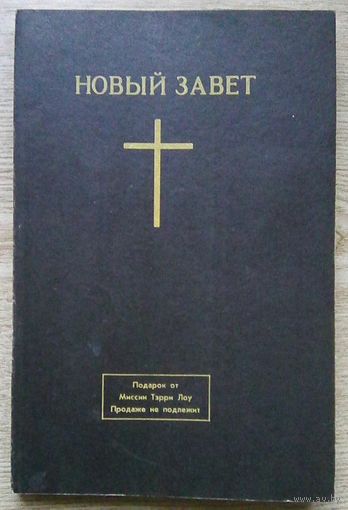 НОВЫЙ ЗАВЕТ
Подарок от
Миссии Тэрри Лоу
Продаже не подлежит